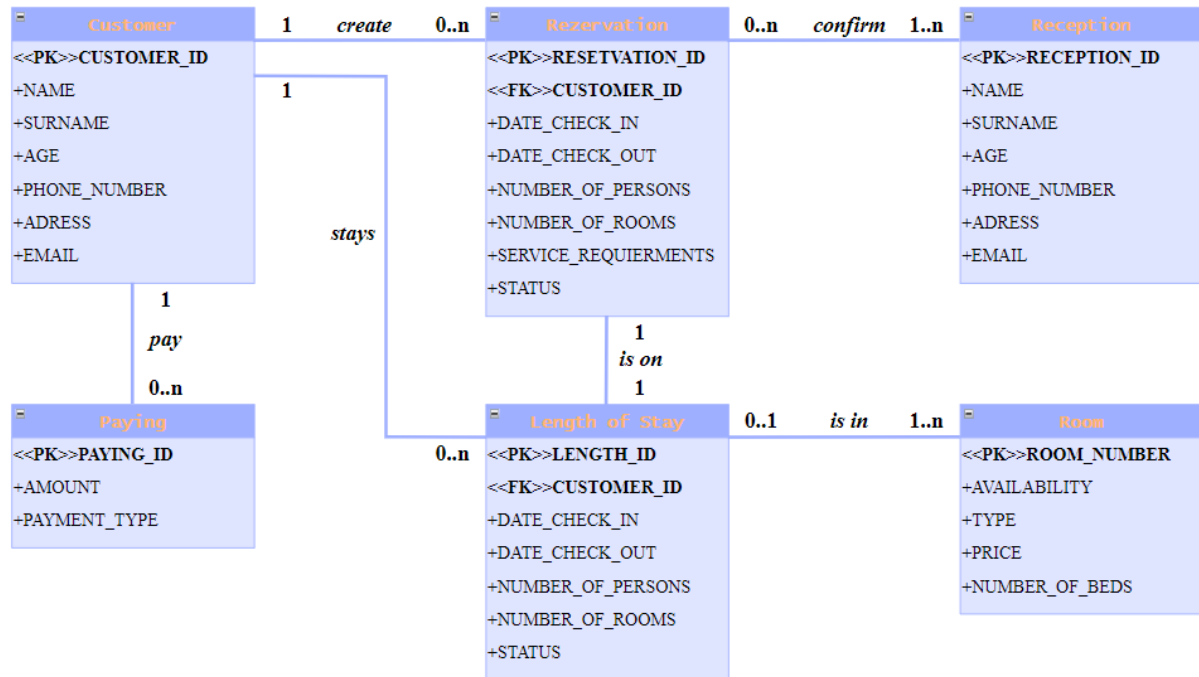 Customer
<<PK>>CUSTOMER_ID
+NAME
+SURNAME
+AGE
+PHONE_NUMBER
+ADRESS
+EMAIL
1 create 0..n
Rezervation
<<PK>>RESETVATION_ID
<<FK>>CUSTOMER_ID
+DATE_CHECK_IN
+DATE_CHECK_OUT
+NUMBER_OF_PERSONS
+NUMBER_OF_ROOMS
+SERVICE_REQUIERMENTS
+STATUS
0..n confirm 1..n
Reception
<<PK>>RECEPTION_ID
+NAME
+SURNAME
+AGE
+PHONE_NUMBER
+ADRESS
+EMAIL
1
stays
0..n
1
pay
0..n
1
is on
1
Paying
<<PK>>PAYING_ID
+AMOUNT
+PAYMENT_TYPE
Length of Stay
<<PK>>LENGTH_ID
<<FK>>CUSTOMER_ID
+DATE_CHECK_IN
+DATE_CHECK_OUT
+NUMBER_OF_PERSONS
+NUMBER_OF_ROOMS
+STATUS
0..1 is in 1..n
Room
<<PK>>ROOM_NUMBER
+AVAILABILITY
+TYPE
+PRICE
+NUMBER_OF_BEDS